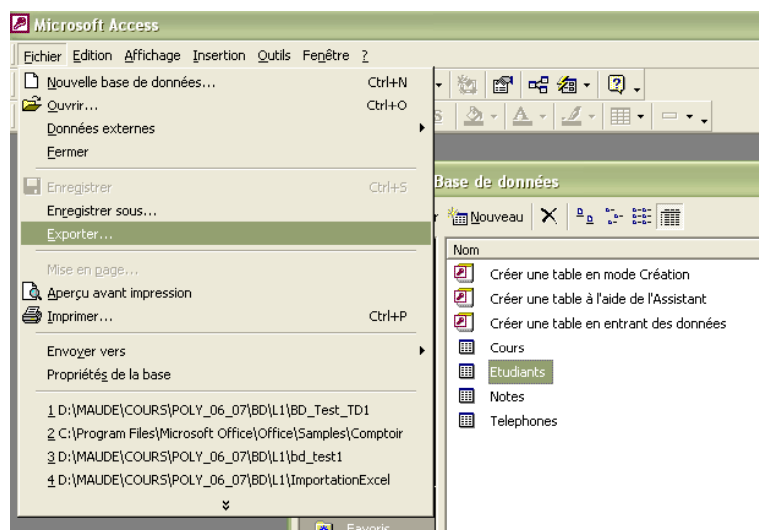 Microsoft Access
Fichier Edition Affichage Insertion Outils Fenêtre ?
Nouvelle base de données... Ctrl+N
Ouvrir... Ctrl+O
Données externes
Fermer
Enregistrer Ctrl+S
Enregistrer sous...
Exporter...
Mise en page...
Aperçu avant impression
Imprimer... Ctrl+P
Envoyer vers
Propriétés de la base
1 D:\MAUDE\COURS\POLY_06_07\BD\L1\BD_Test_TD1
2 C:\Program Files\Microsoft Office\Office\Samples\Comptoir
3 D:\MAUDE\COURS\POLY_06_07\BD\L1\bd_test1
4 D:\MAUDE\COURS\POLY_06_07\BD\L1\ImportationExcel
Base de données
Nouveau
Nom
Créer une table en mode Création
Créer une table à l'aide de l'Assistant
Créer une table en entrant des données
Cours
Etudiants
Notes
Telephones
Favoris